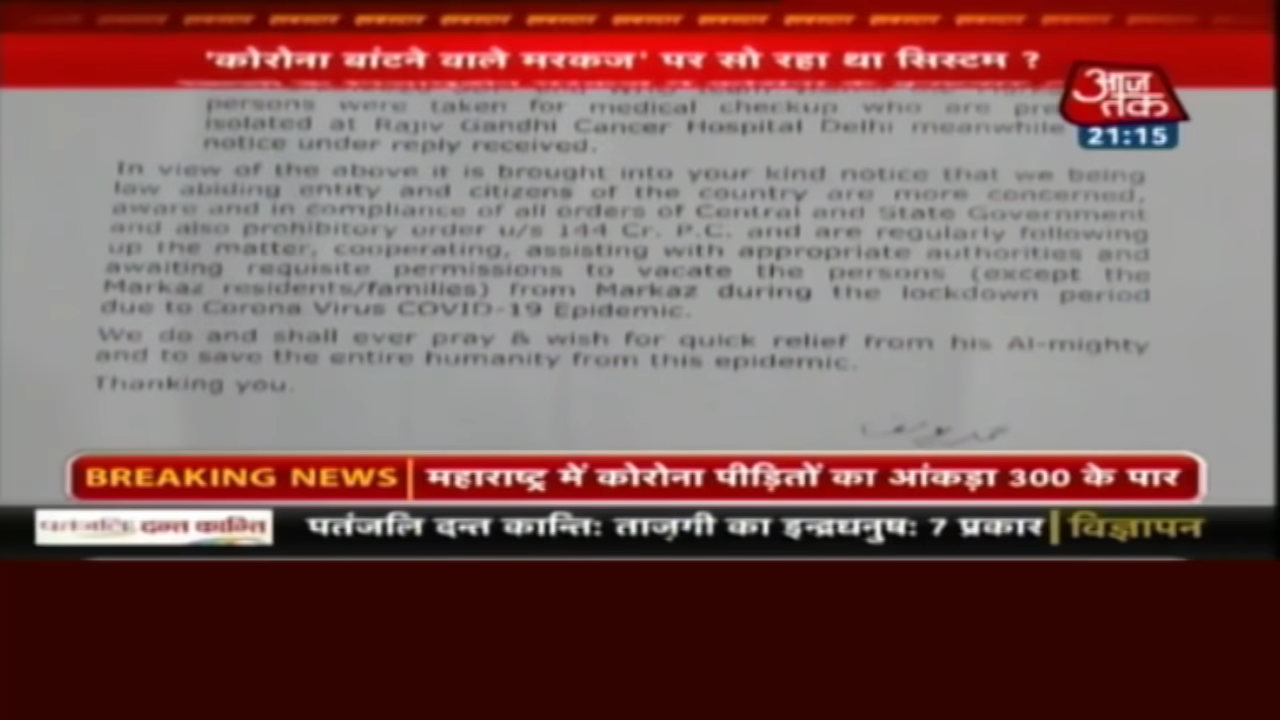 'कोरोना बांटने वाले मरकज' पर सो रहा था सिस्टम ?
आज
तक
21:15
persons were taken for medical checkup who are
isolated at Rajiv Gandhi Cancer Hospital Delhi meanwhile
notice under reply received.
In view of the above it is brought into your kind notice that we being
law abiding entity and citizens of the country are more concerned,
aware and in compliance of all orders of Central and State Government
and also prohibitory order u/s 144 Cr. P.C. and are regularly following
up the matter, cooperating, assisting with appropriate authorities and
awaiting requisite permissions to vacate the persons (except the
Markaz residents/families) from Markaz during the lockdown period
due to Corona Virus COVID-19 Epidemic.
We do and shall ever pray & wish for quick relief from his Al-mighty
and to save the entire humanity from this epidemic.
Thanking you.
BREAKING NEWS महाराष्ट्र में कोरोना पीड़ितों का आंकड़ा 300 के पार
पतंजलि दन्त कान्ति पतंजलि दन्त कान्ति: ताज़गी का इन्द्रधनुष: 7 प्रकार विज्ञापन